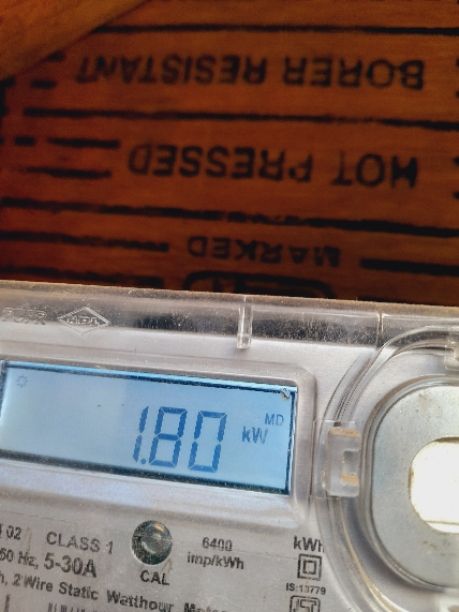 BORER RESISTANT
HOT PRESSED
MARKED
MD
1.80 kW
CLASS 1
6400
imp/kWh
kWh
50 Hz, 5-30A
CAL
IS:13779
h, 2 Wire Static Watthour